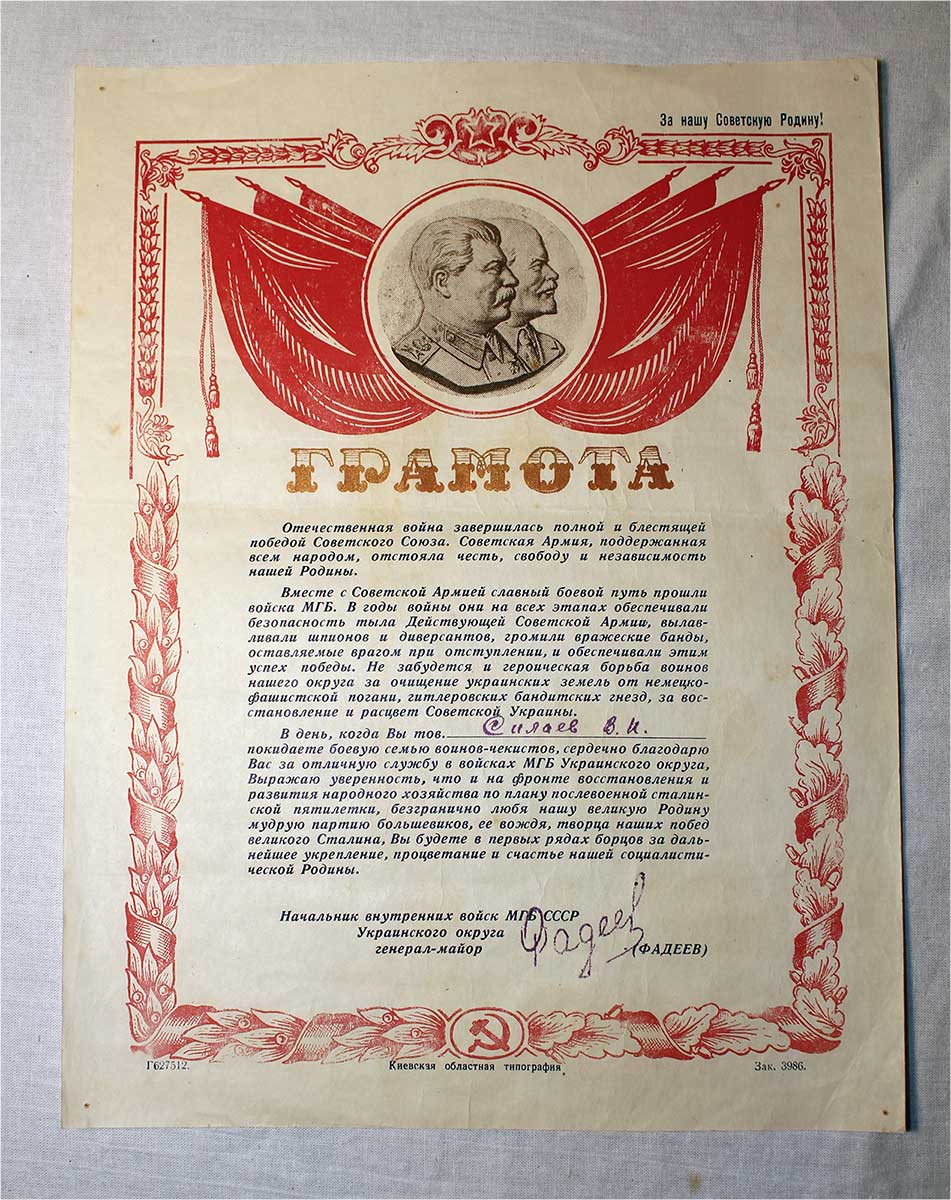 За нашу Советскую Родину!
ГРАМОТА
Отечественная война завершилась полной и блестящей
победой Советского Союза. Советская Армия, поддержанная
всем народом, отстояла честь, свободу и независимость
нашей Родины.
Вместе с Советской Армией славный боевой путь прошли
войска МГБ. В годы войны они на всех этапах обеспечивали
безопасность тыла Действующей Советской Армии, вылав-
ливали шпионов и диверсантов, громили вражеские банды,
оставляемые врагом при отступлении, и обеспечивали этим
успех победы. Не забудется и героическая борьба воинов
нашего округа за очищение украинских земель от немецко-
фашистской погани, гитлеровских бандитских гнезд, за вос-
становление и расцвет Советской Украины.
В день, когда Вы тов. Силаев В. И.
покидаете боевую семью воинов-чекистов, сердечно благодарю
Вас за отличную службу в войсках МГБ Украинского округа,
Выражаю уверенность, что и на фронте восстановления и
развития народного хозяйства по плану послевоенной сталин-
ской пятилетки, безгранично любя нашу великую Родину
мудрую партию большевиков, ее вождя, творца наших побед
великого Сталина, Вы будете в первых рядах борцов за даль-
нейшее укрепление, процветание и счастье нашей социалисти-
ческой Родины.
Начальник внутренних войск МГБ СССР
Украинского округа
генерал-майор Фадеев (ФАДЕЕВ)
Г627512. Киевская областная типография Зак. 3986.